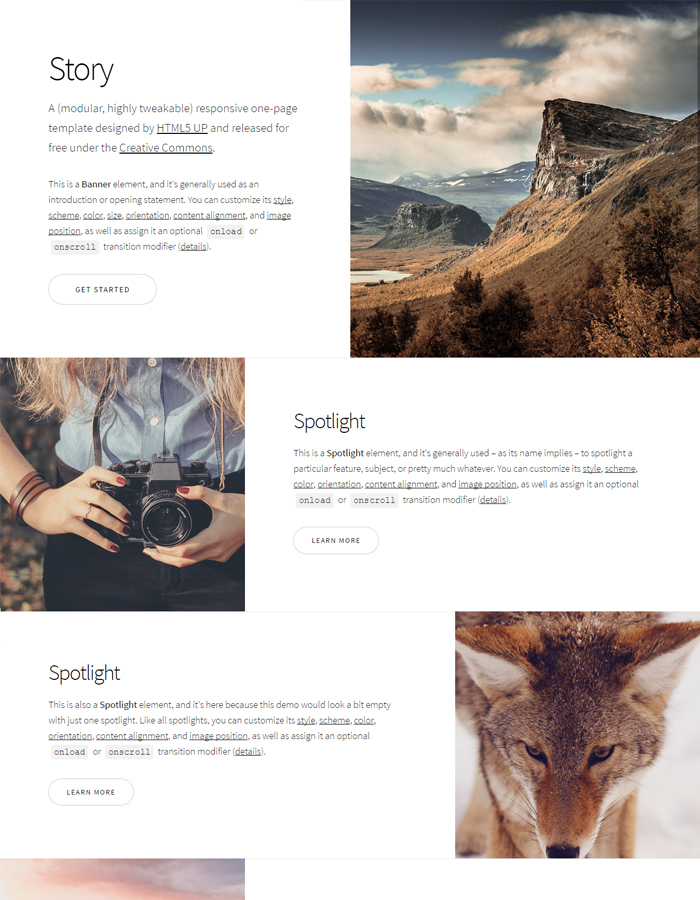 Story
A (modular, highly tweakable) responsive one-page
template designed by HTML5 UP and released for
free under the Creative Commons.
This is a Banner element, and it's generally used as an
introduction or opening statement. You can customize its style,
scheme, color, size, orientation, content alignment, and image
position, as well as assign it an optional onload or
onscroll transition modifier (details).
GET STARTED
Spotlight
This is a Spotlight element, and it's generally used – as its name implies – to spotlight a
particular feature, subject, or pretty much whatever. You can customize its style, scheme,
color, orientation, content alignment, and image position, as well as assign it an optional
onload or onscroll transition modifier (details).
LEARN MORE
Spotlight
This is also a Spotlight element, and it's here because this demo would look a bit empty
with just one spotlight. Like all spotlights, you can customize its style, scheme, color,
orientation, content alignment, and image position, as well as assign it an optional
onload or onscroll transition modifier (details).
LEARN MORE